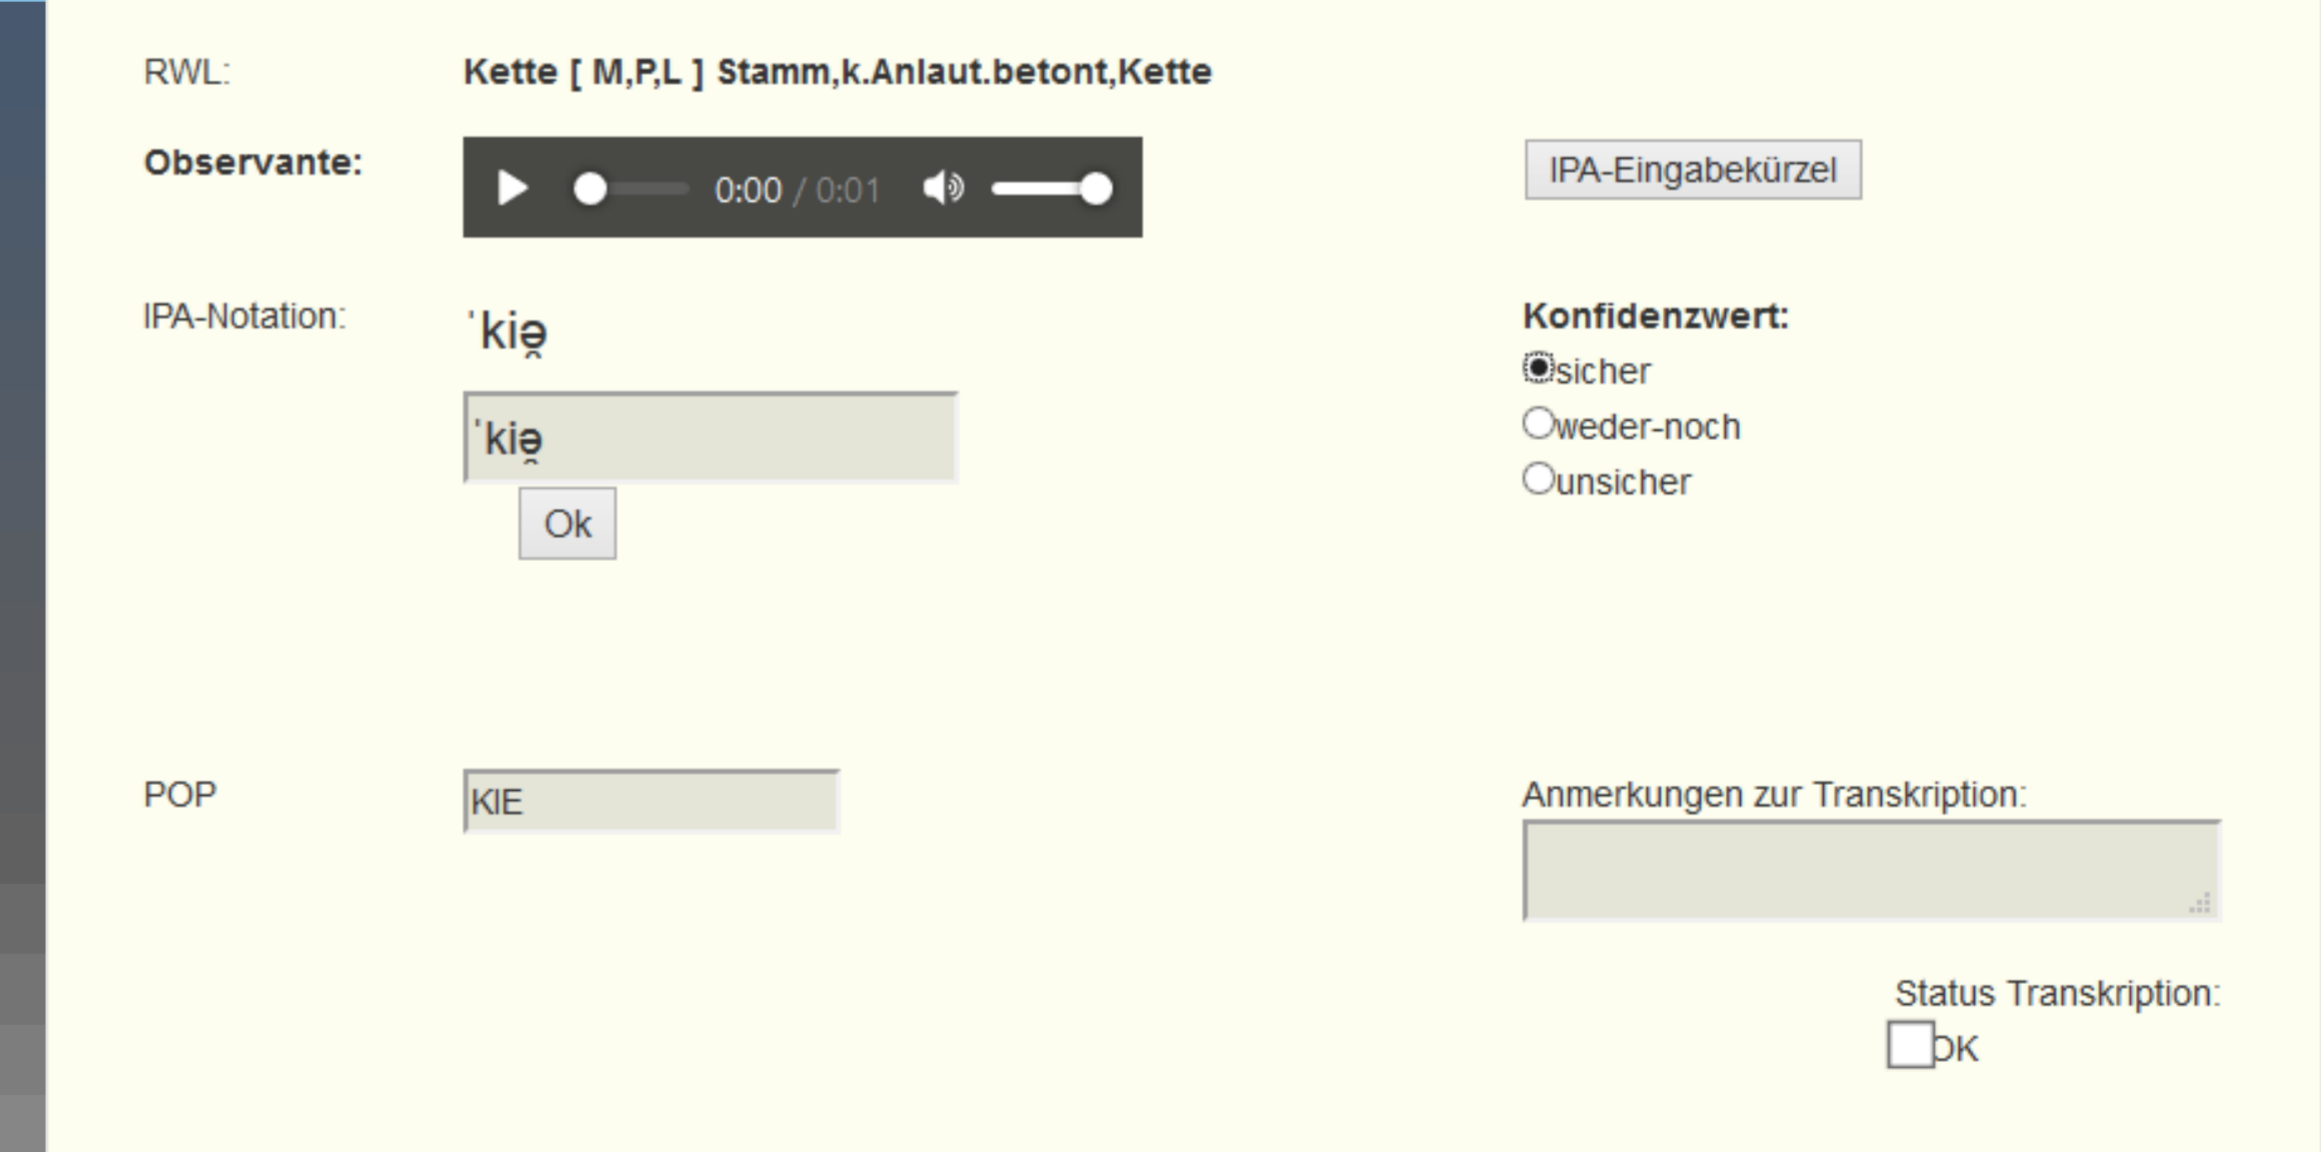 RWL: Kette [ M,P,L ] Stamm,k.Anlaut.betont,Kette
Observante: 0:00 / 0:01 IPA-Eingabekürzel
IPA-Notation: ˈkiə̯ Konfidenzwert:
sicher
ˈkiə̯ weder-noch
unsicher
Ok
POP KIE Anmerkungen zur Transkription:
Status Transkription:
OK